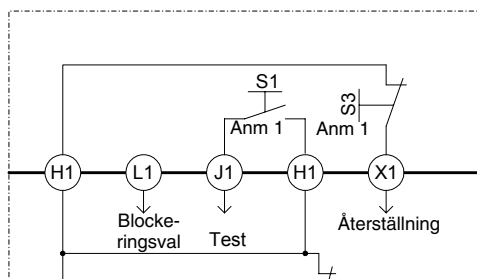 S1
S3
Anm 1
Anm 1
H1
L1
J1
H1
X1
Blocke-
ringsval
Test
Återställning